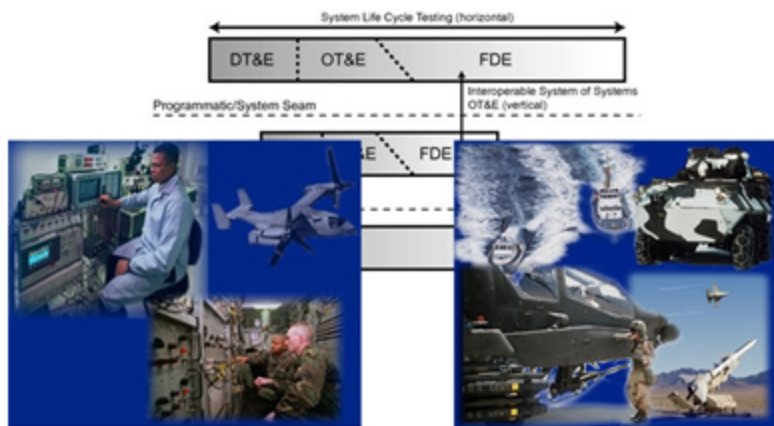 System Life Cycle Testing (horizontal)
DT&E OT&E FDE
Interoperable System of Systems
OT&E (vertical)
Programmatic/System Seam
&E FDE